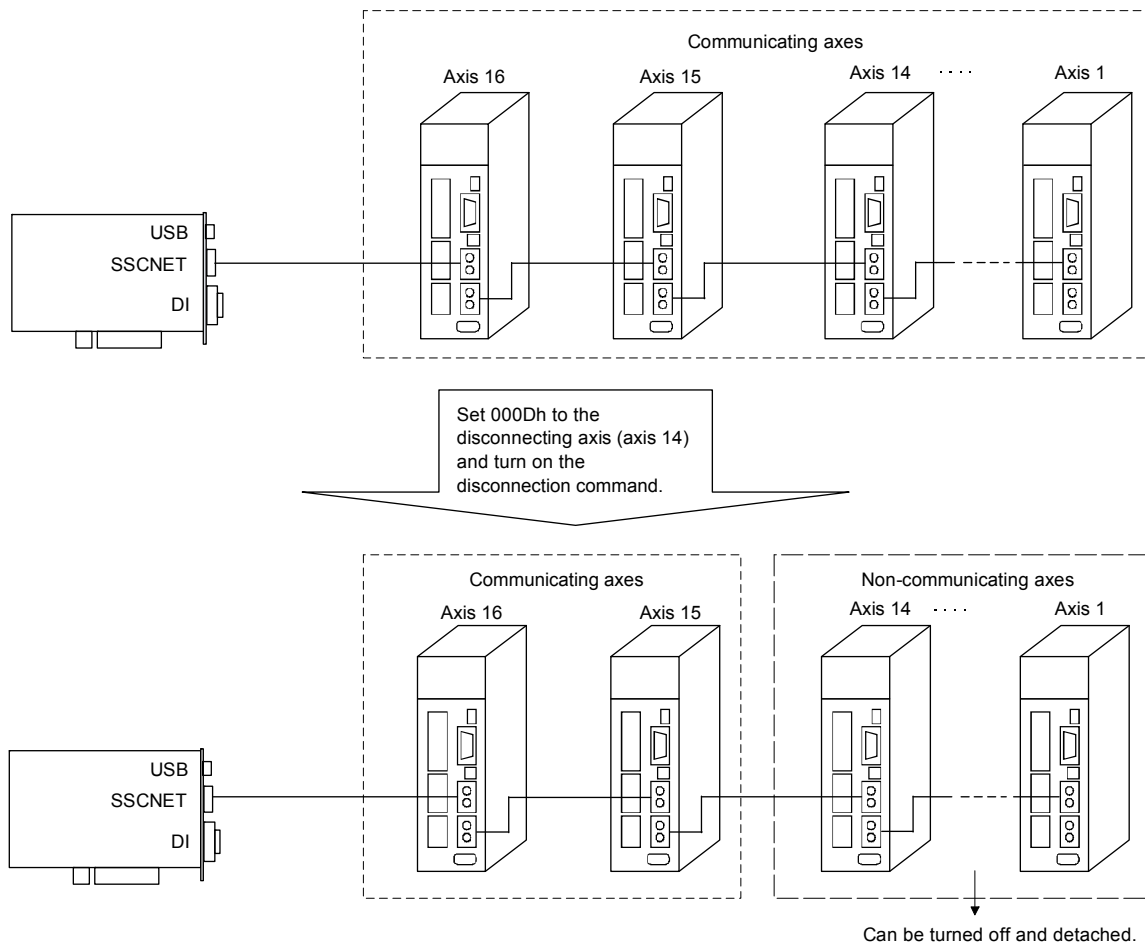 Communicating axes
Axis 16
Axis 15
Axis 14 ····
Axis 1
USB
SSCNET
DI
Set 000Dh to the
disconnecting axis (axis 14)
and turn on the
disconnection command.
Communicating axes
Non-communicating axes
Axis 16
Axis 15
Axis 14 ····
Axis 1
USB
SSCNET
DI
Can be turned off and detached.